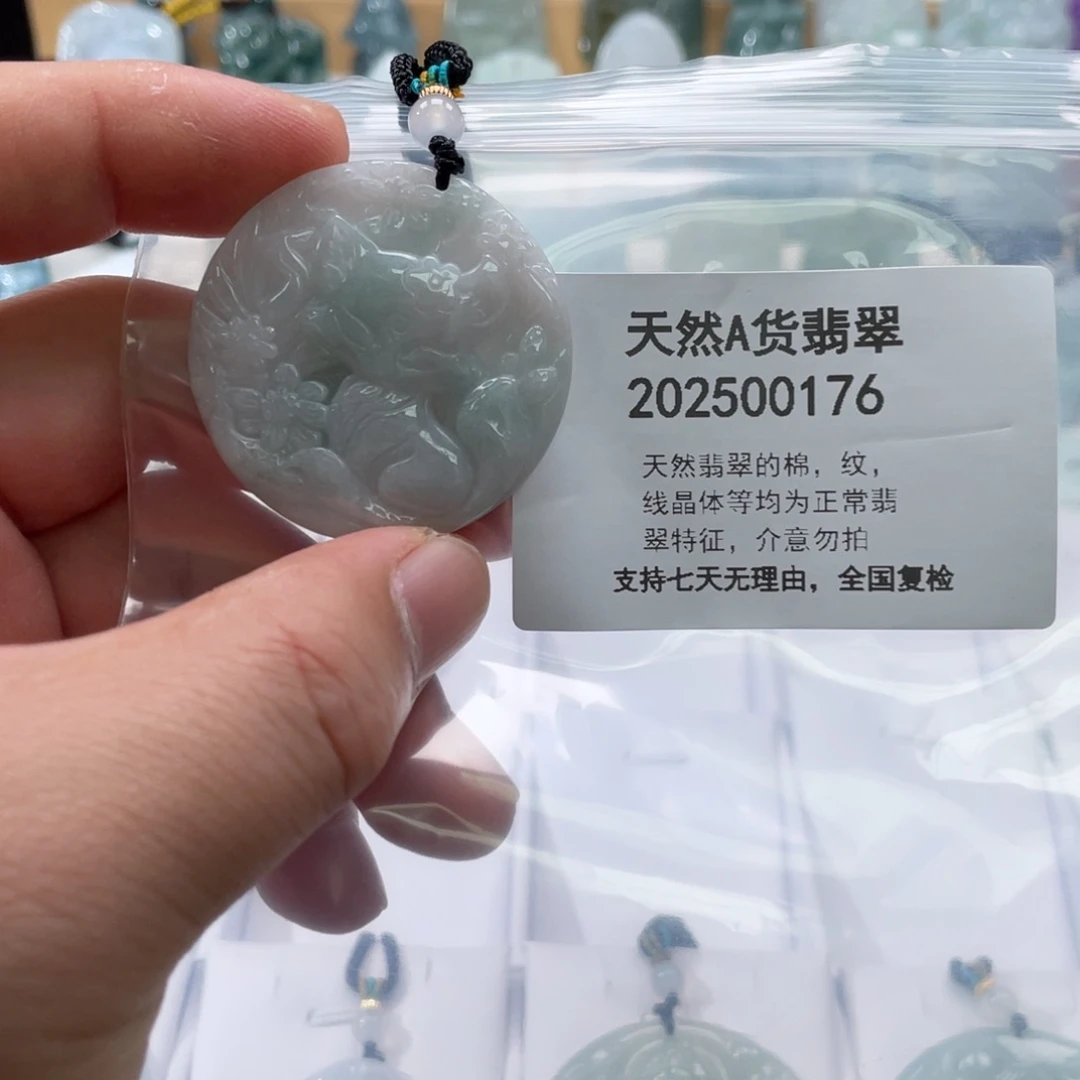 天然A货翡翠
202500176
天然翡翠的棉，纹，
线晶体等均为正常翡
翠特征，介意勿拍
支持七天无理由，全国复检